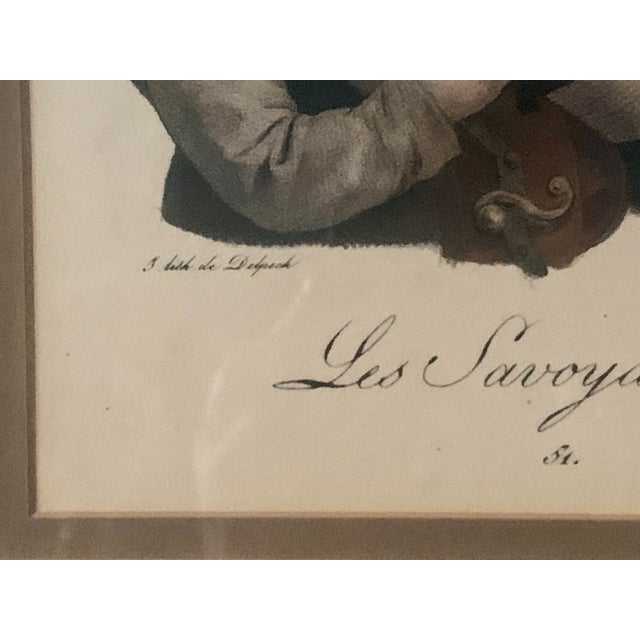 I lith de Delpech
Les Savoya
51.